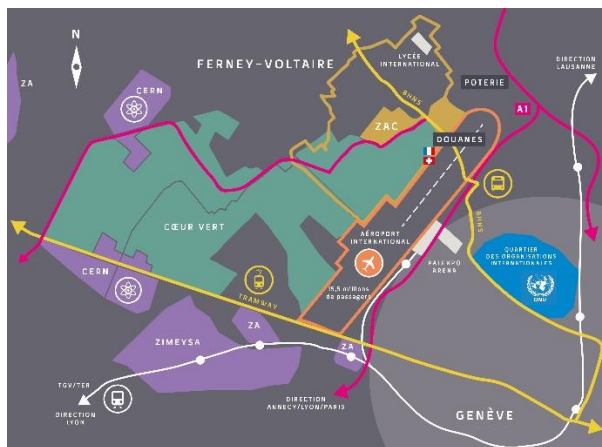 N
ZA
CERN
FERNEY-VOLTAIRE
LYCÉE
INTERNATIONAL
POTERIE
DIRECTION
LAUSANNE
BHNS
ZAC
A1
DOUANES
CŒUR VERT
AÉROPORT
INTERNATIONAL
15,5 millions
de passagers
PALEXPO
ARENA
BHNS
QUARTIER
DES ORGANISATIONS
INTERNATIONALES
ONU
CERN
TRAMWAY
ZA
ZIMEYSA
ZA
TGV/TER
DIRECTION
LYON
DIRECTION
ANNECY/LYON/PARIS
GENÈVE